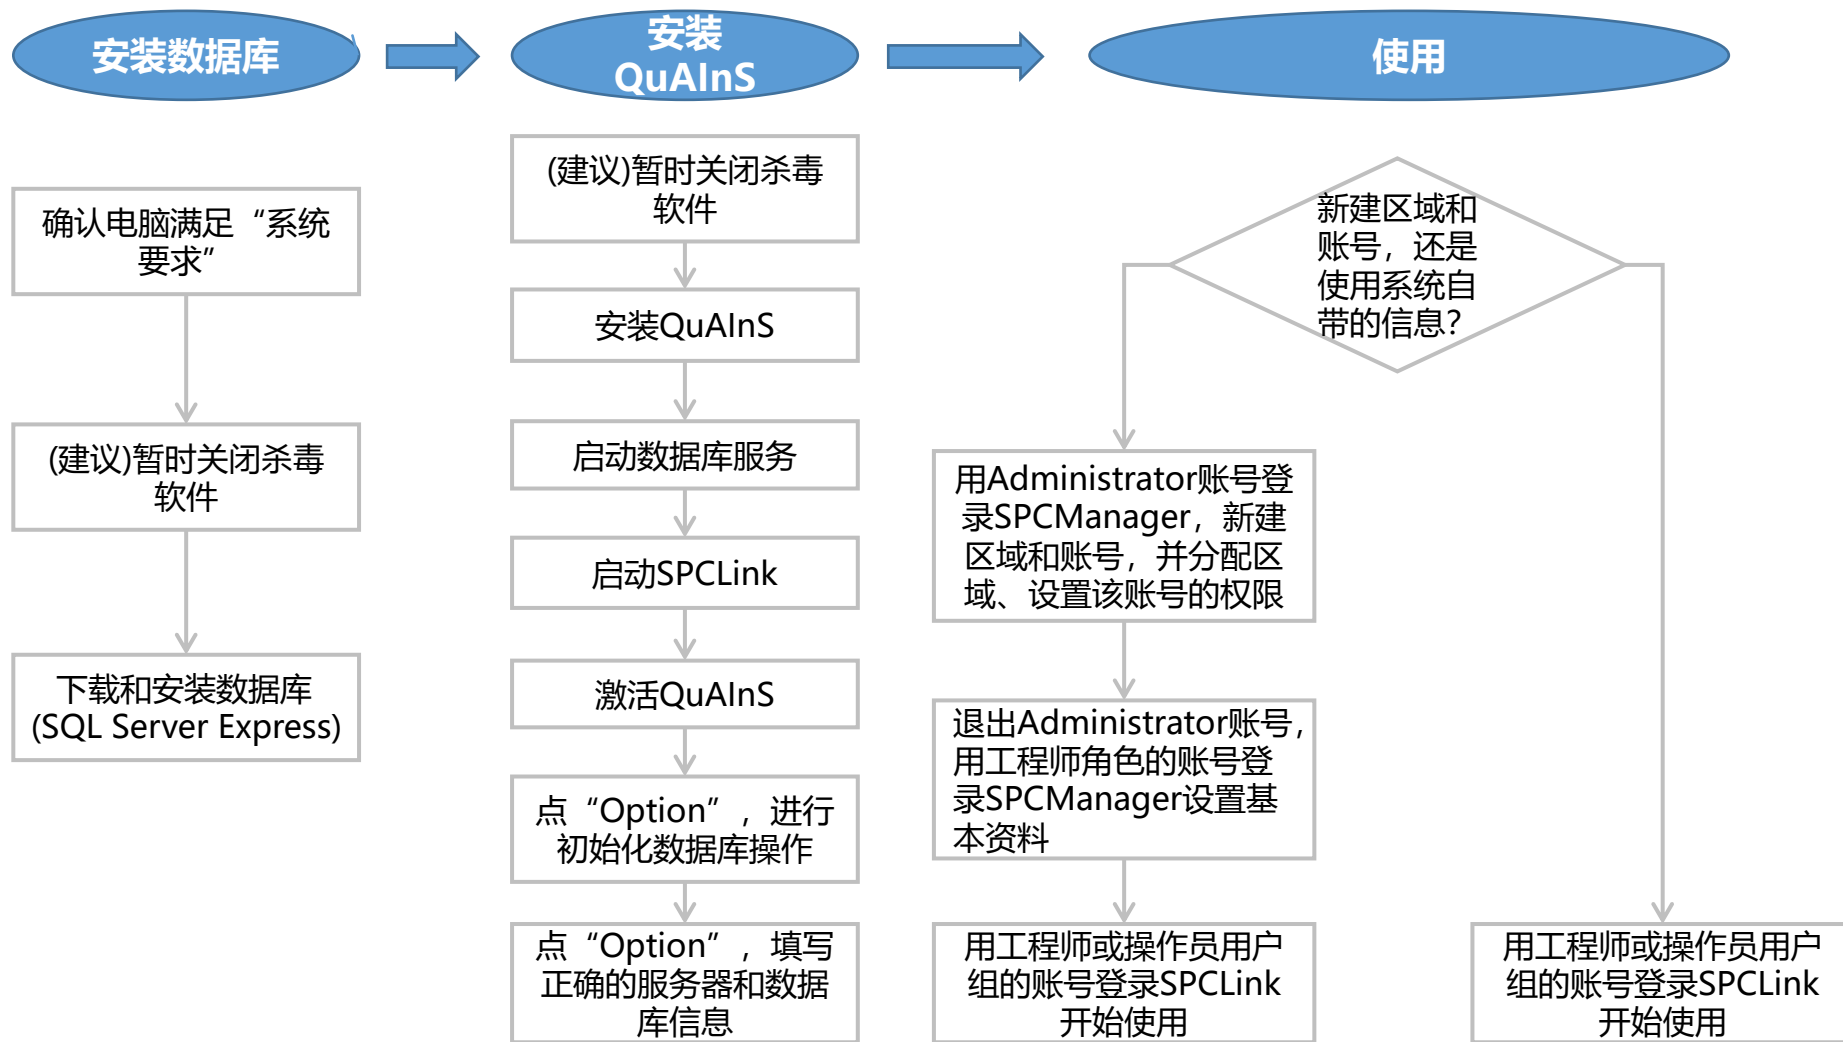 安装数据库
安装
QuAInS
使用
确认电脑满足“系统
要求”
(建议)暂时关闭杀毒
软件
下载和安装数据库
(SQL Server Express)
(建议)暂时关闭杀毒
软件
安装QuAInS
启动数据库服务
启动SPCLink
激活QuAInS
点“Option”，进行
初始化数据库操作
点“Option”，填写
正确的服务器和数据
库信息
新建区域和
账号，还是
使用系统自
带的信息？
用Administrator账号登
录SPCManager，新建
区域和账号，并分配区
域、设置该账号的权限
退出Administrator账号，
用工程师角色的账号登
录SPCManager设置基
本资料
用工程师或操作员用户
组的账号登录SPCLink
开始使用
用工程师或操作员用户
组的账号登录SPCLink
开始使用